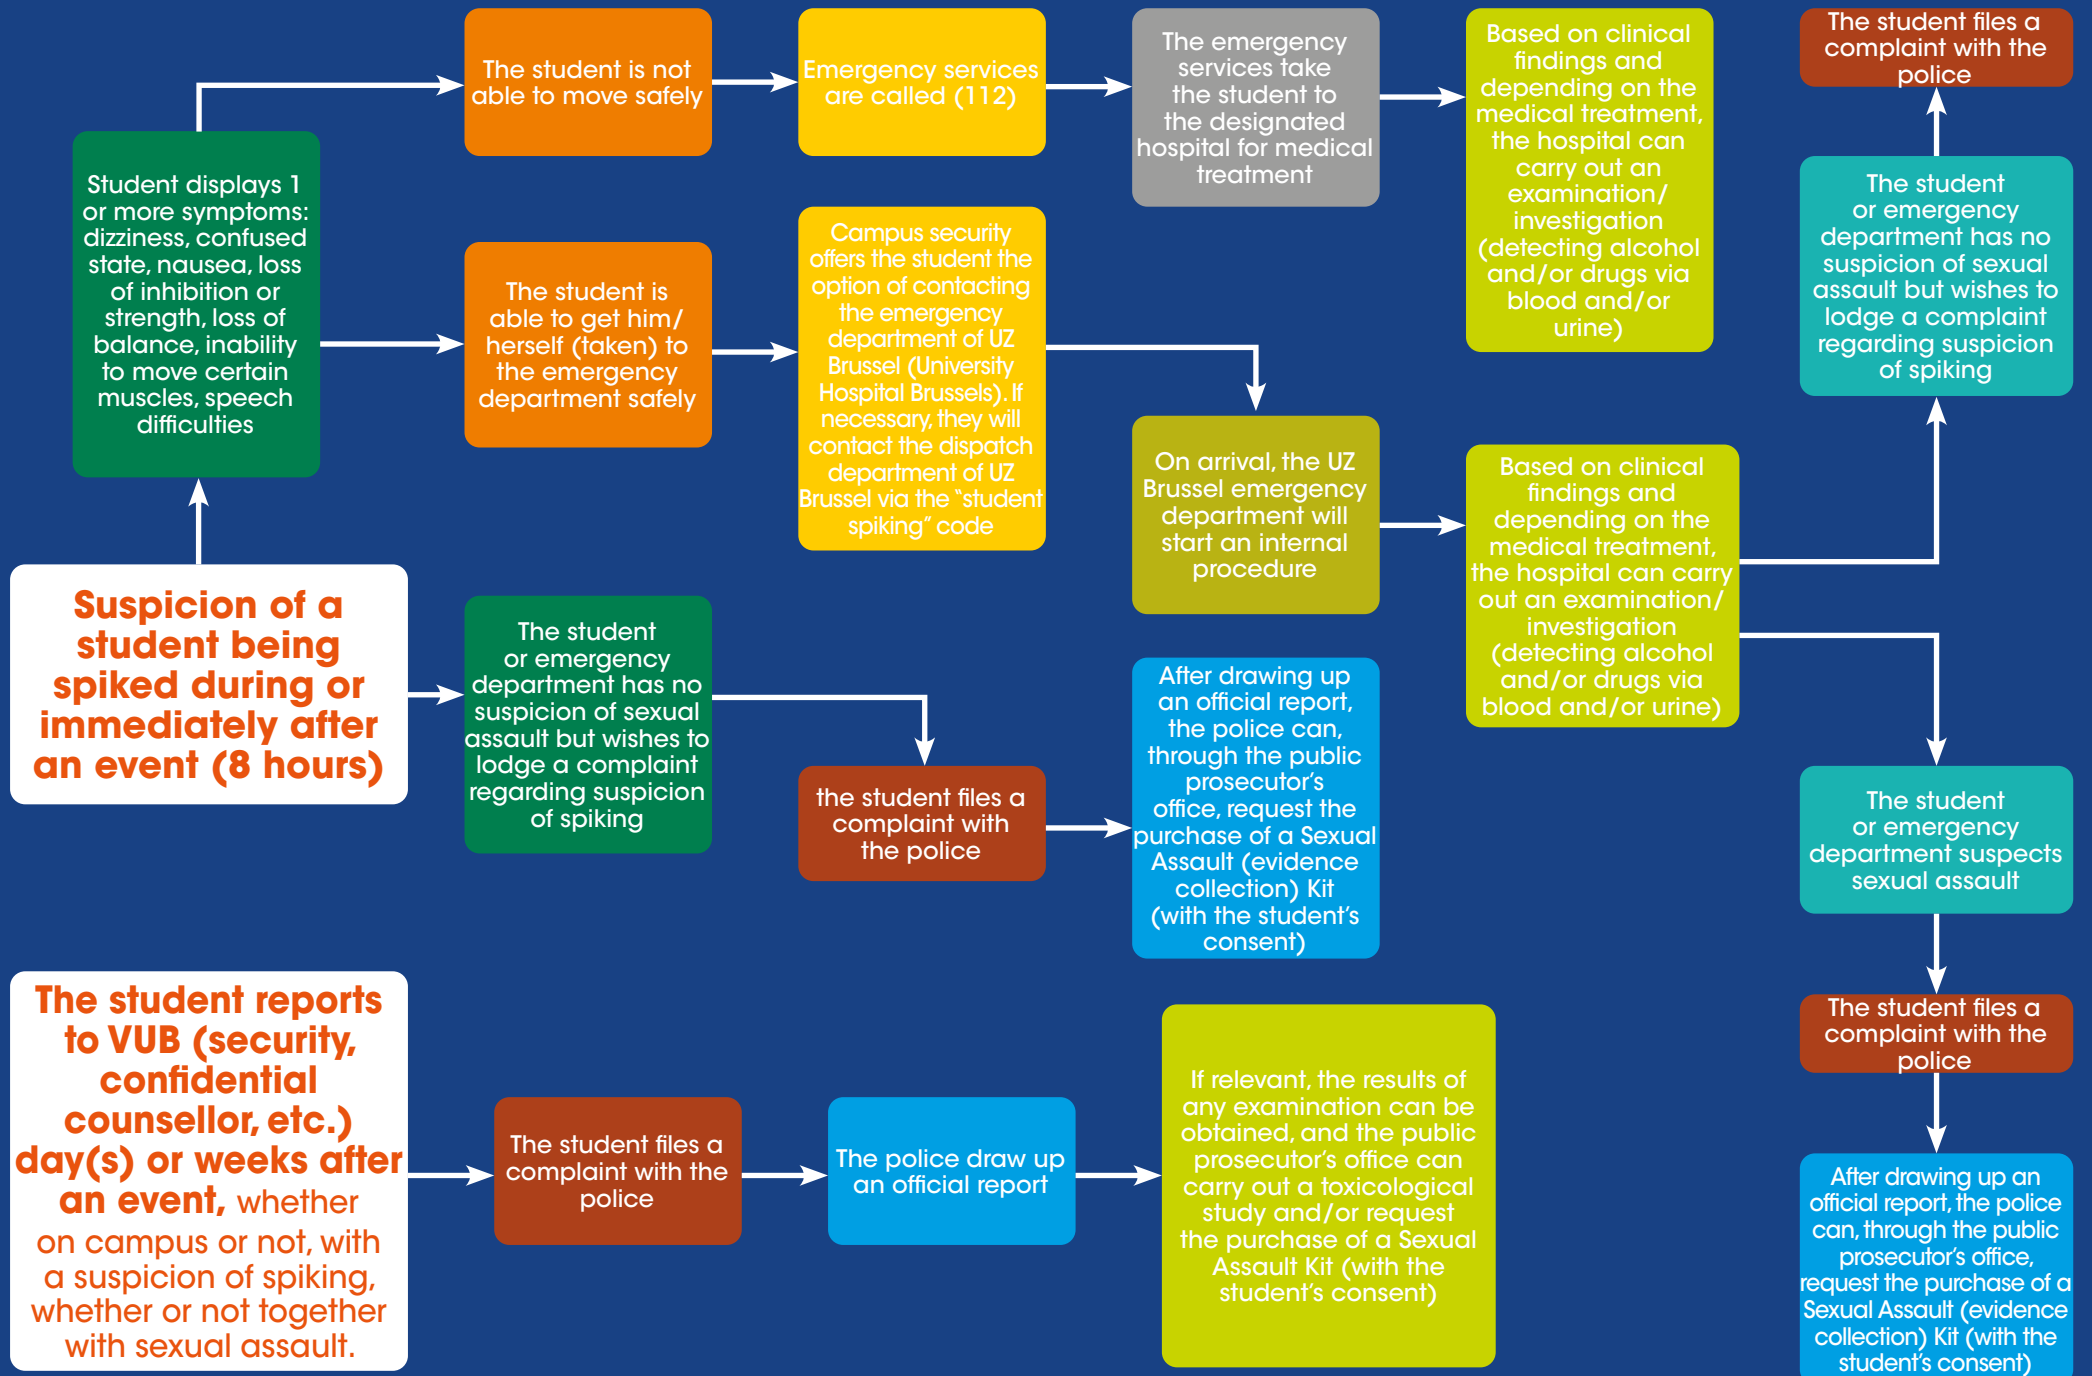 The student is not
able to move safely
Emergency services
are called (112)
The emergency
services take
the student to
the designated
hospital for medical
treatment
Based on clinical
findings and
depending on the
medical treatment,
the hospital can
carry out an
examination/
investigation
(detecting alcohol
and/or drugs via
blood and/or
urine)
The student files a
complaint with the
police
Student displays 1
or more symptoms:
dizziness, confused
state, nausea, loss
of inhibition or
strength, loss of
balance, inability
to move certain
muscles, speech
difficulties
The student is
able to get him/
herself (taken) to
the emergency
department safely
Campus security
offers the student the
option of contacting
the emergency
department of UZ
Brussel (University
Hospital Brussels). If
necessary, they will
contact the dispatch
department of UZ
Brussel via the “student
spiking” code
On arrival, the UZ
Brussel emergency
department will
start an internal
procedure
Based on clinical
findings and
depending on the
medical treatment,
the hospital can carry
out an examination/
investigation
(detecting alcohol
and/or drugs via
blood and/or urine)
The student
or emergency
department has no
suspicion of sexual
assault but wishes to
lodge a complaint
regarding suspicion
of spiking
Suspicion of a
student being
spiked during or
immediately after
an event (8 hours)
The student
or emergency
department has no
suspicion of sexual
assault but wishes to
lodge a complaint
regarding suspicion
of spiking
the student files a
complaint with
the police
After drawing up
an official report,
the police can,
through the public
prosecutor’s
office, request the
purchase of a Sexual
Assault (evidence
collection) Kit
(with the student’s
consent)
The student
or emergency
department suspects
sexual assault
The student files a
complaint with the
police
After drawing up an
official report, the police
can, through the public
prosecutor’s office,
request the purchase of a
Sexual Assault (evidence
collection) Kit (with the
student’s consent)
The student reports
to VUB (security,
confidential
counsellor, etc.)
day(s) or weeks after
an event, whether
on campus or not, with
a suspicion of spiking,
whether or not together
with sexual assault.
The student files a
complaint with the
police
The police draw up
an official report
If relevant, the results of
any examination can be
obtained, and the public
prosecutor’s office can
carry out a toxicological
study and/or request
the purchase of a Sexual
Assault Kit (with the
student’s consent)